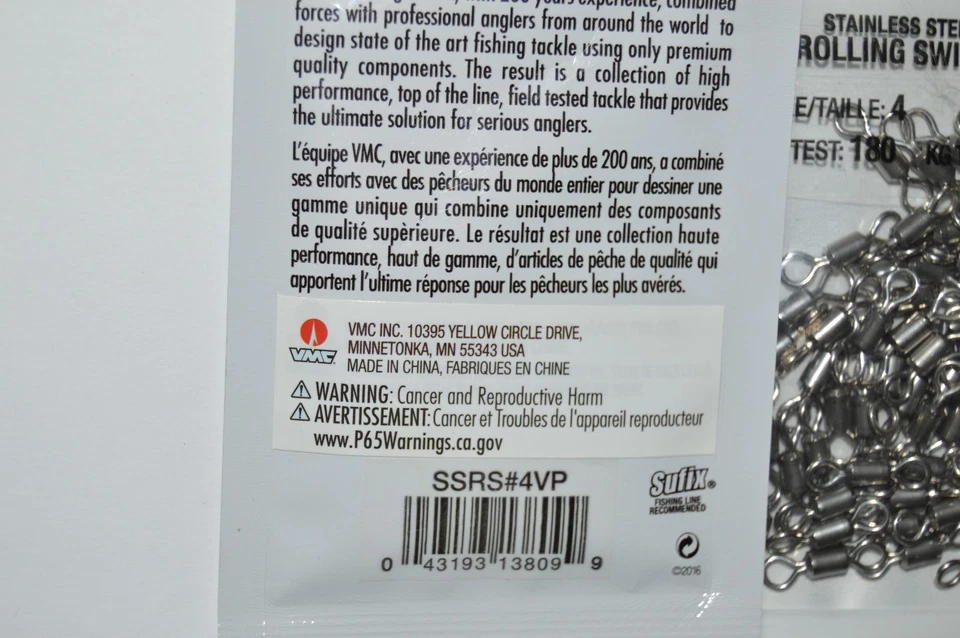 years experience, combined
forces with professional anglers from around the world to
design state of the art fishing tackle using only premium
quality components. The result is a collection of high
performance, top of the line, field tested tackle that provides
the ultimate solution for serious anglers.
L'équipe VMC, avec une expérience de plus de 200 ans, a combiné
ses efforts avec des pêcheurs du monde entier pour dessiner une
gamme unique qui combine uniquement des composants
de qualité supèrieure. Le résultat est une collection haute
performance, haut de gamme, d'articles de pêche de qualité qui
apportent l'ultime réponse pour les pêcheurs les plus avérés.
VMC
VMC INC. 10395 YELLOW CIRCLE DRIVE,
MINNETONKA, MN 55343 USA
MADE IN CHINA, FABRIQUES EN CHINE
WARNING: Cancer and Reproductive Harm
AVERTISSEMENT: Cancer et Troubles de l'appareil reproducteur
www.P65Warnings.ca.gov
SSRS#4VP
0 43193 13809 9
Sufix®
FISHING LINE
RECOMMENDED
©2016
STAINLESS STE
ROLLING SWI
E/TAILLE: 4
TEST: 180 KG